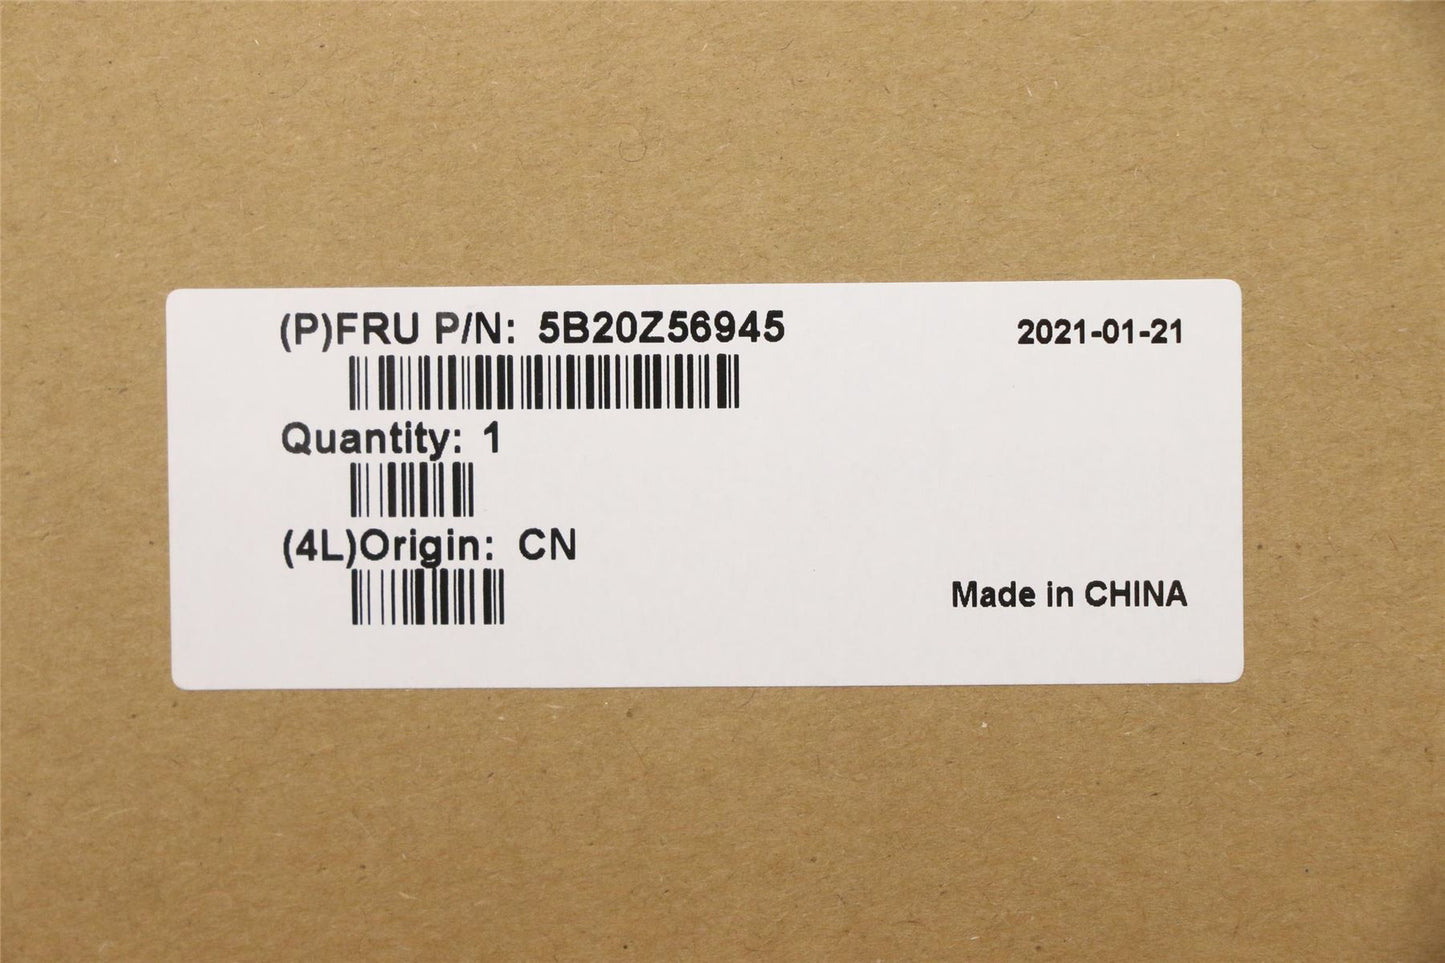 (P)FRU P/N: 5B20Z56945
2021-01-21
Quantity: 1
(4L)Origin: CN
Made in CHINA